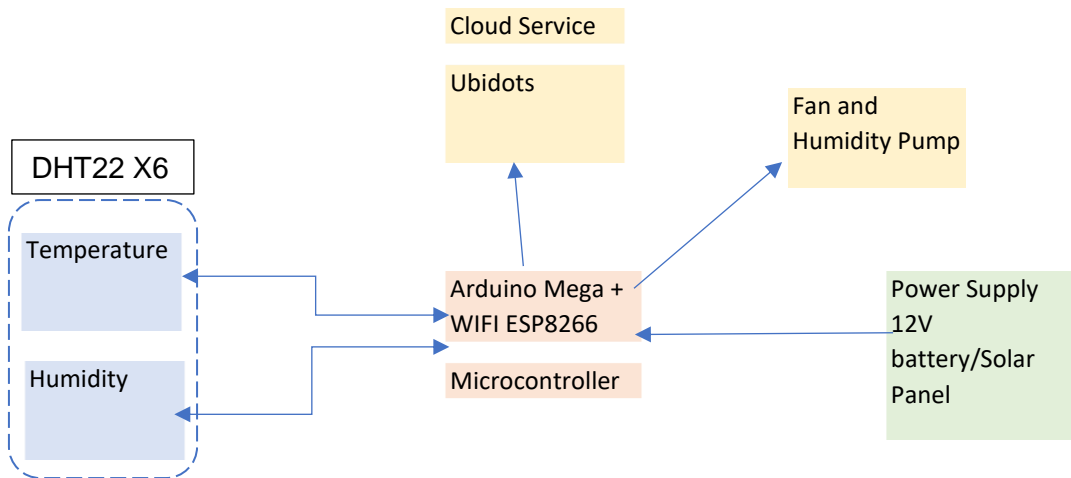 Cloud Service
Ubidots
Fan and
Humidity Pump
DHT22 X6
Temperature
Humidity
Arduino Mega +
WIFI ESP8266
Microcontroller
Power Supply
12V
battery/Solar
Panel